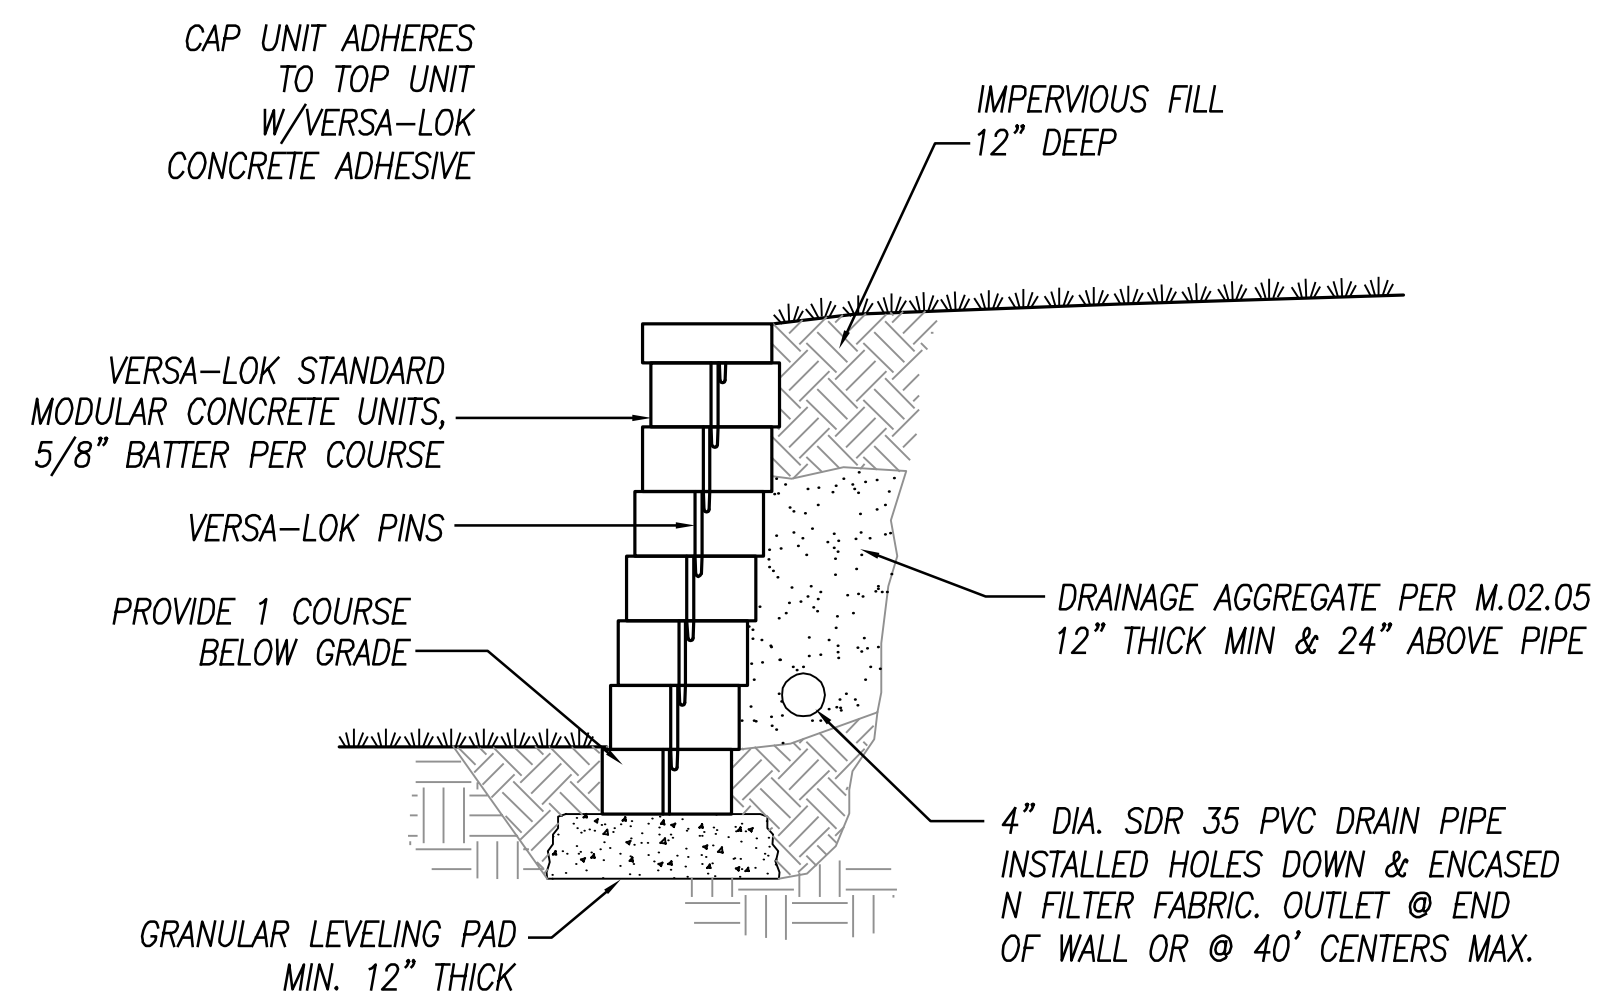 CAP UNIT ADHERES
TO TOP UNIT
W/VERSA-LOK
CONCRETE ADHESIVE
IMPERVIOUS FILL
12" DEEP
VERSA-LOK STANDARD
MODULAR CONCRETE UNITS,
5/8" BATTER PER COURSE
VERSA-LOK PINS
PROVIDE 1 COURSE
BELOW GRADE
DRAINAGE AGGREGATE PER M.02.05
12" THICK MIN & 24" ABOVE PIPE
4" DIA. SDR 35 PVC DRAIN PIPE
INSTALLED HOLES DOWN & ENCASED
N FILTER FABRIC. OUTLET @ END
OF WALL OR @ 40' CENTERS MAX.
GRANULAR LEVELING PAD
MIN. 12" THICK